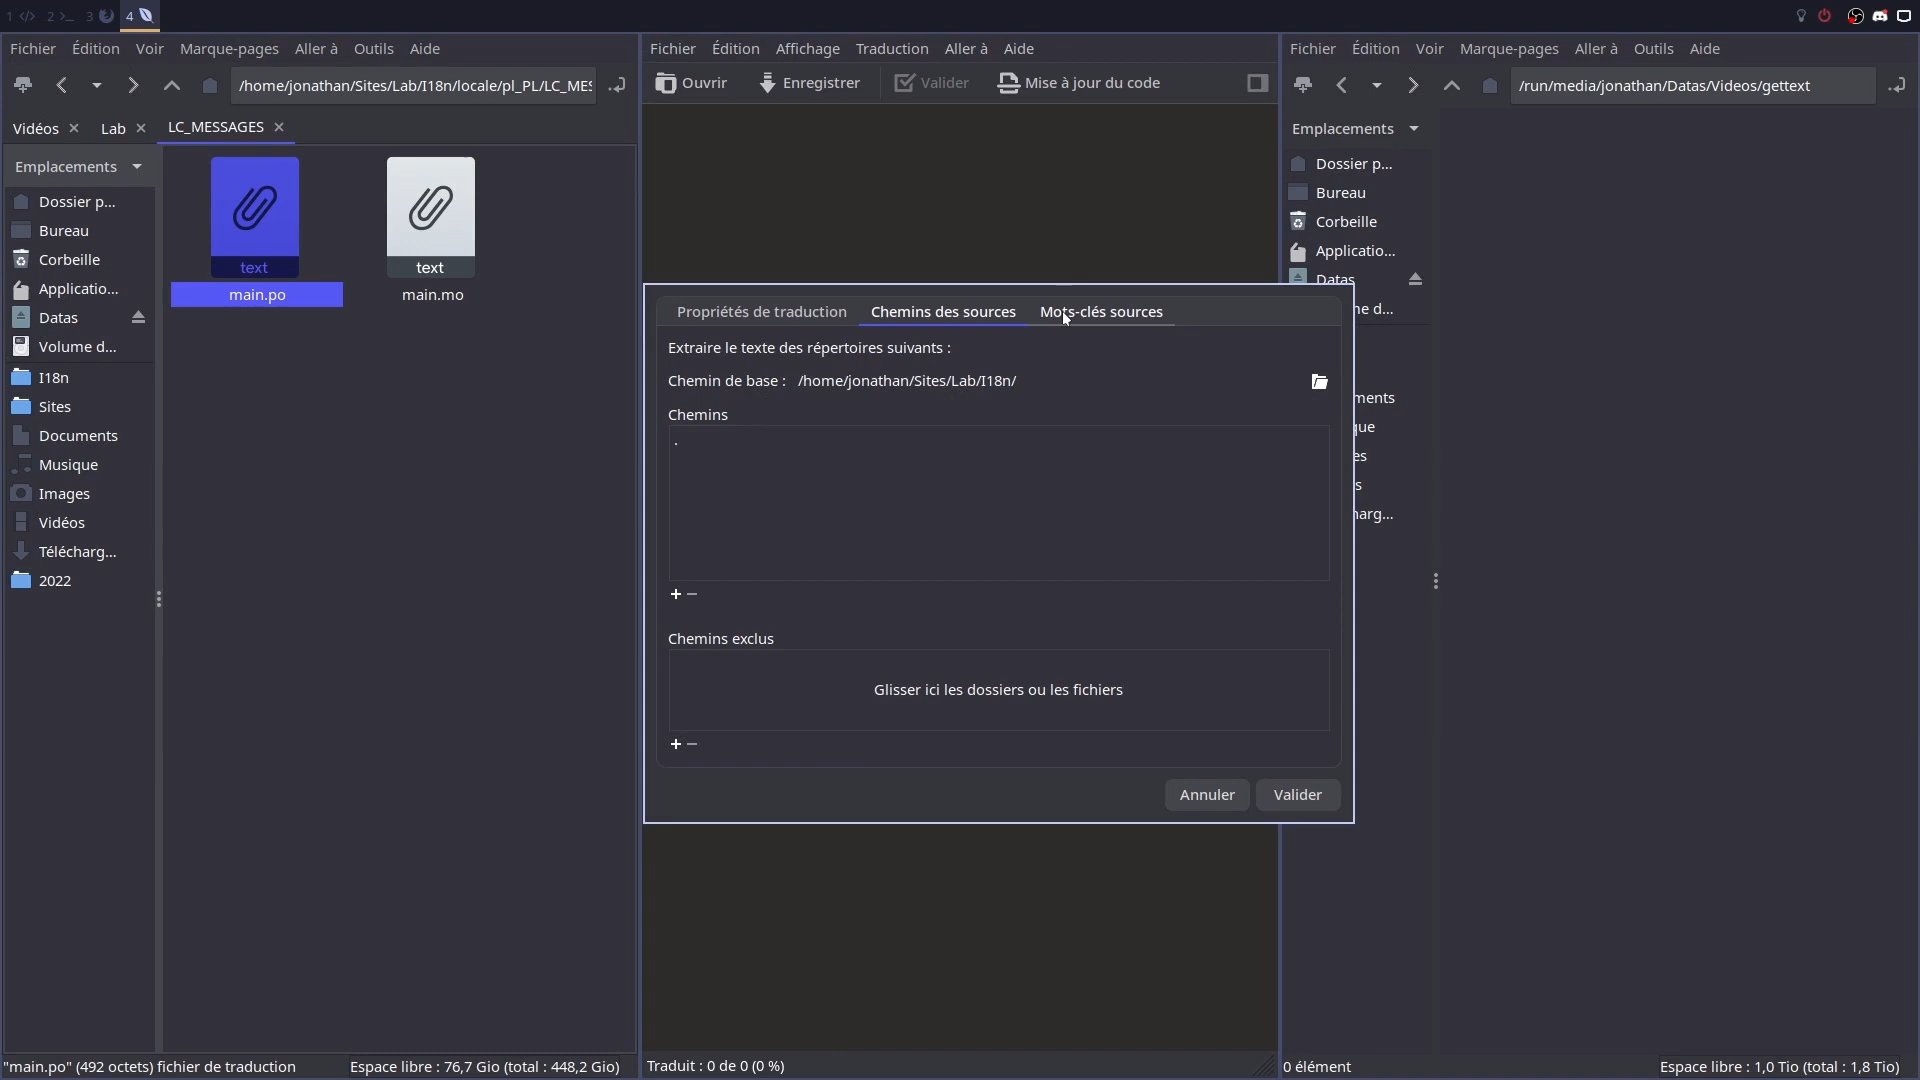 1 </> 2 >_ 3 4
Fichier Édition Voir Marque-pages Aller à Outils Aide
/home/jonathan/Sites/Lab/I18n/locale/pl_PL/LC_MES
Vidéos Lab LC_MESSAGES
Emplacements
Dossier p...
Bureau
Corbeille
Applicatio...
Datas
Volume d...
I18n
Sites
Documents
Musique
Images
Vidéos
Télécharg...
2022
text
main.po
text
main.mo
"main.po" (492 octets) fichier de traduction Espace libre : 76,7 Gio (total : 448,2 Gio)
Fichier Édition Affichage Traduction Aller à Aide
Ouvrir Enregistrer Valider Mise à jour du code
Propriétés de traduction Chemins des sources Mots-clés sources
Extraire le texte des répertoires suivants :
Chemin de base : /home/jonathan/Sites/Lab/I18n/
Chemins
.
+ −
Chemins exclus
Glisser ici les dossiers ou les fichiers
+ −
Annuler Valider
Traduit : 0 de 0 (0 %)
Fichier Édition Voir Marque-pages Aller à Outils Aide
/run/media/jonathan/Datas/Videos/gettext
Emplacements
Dossier p...
Bureau
Corbeille
Applicatio...
Datas
e d...
ments
que
es
s
harg...
0 élément Espace libre : 1,0 Tio (total : 1,8 Tio)